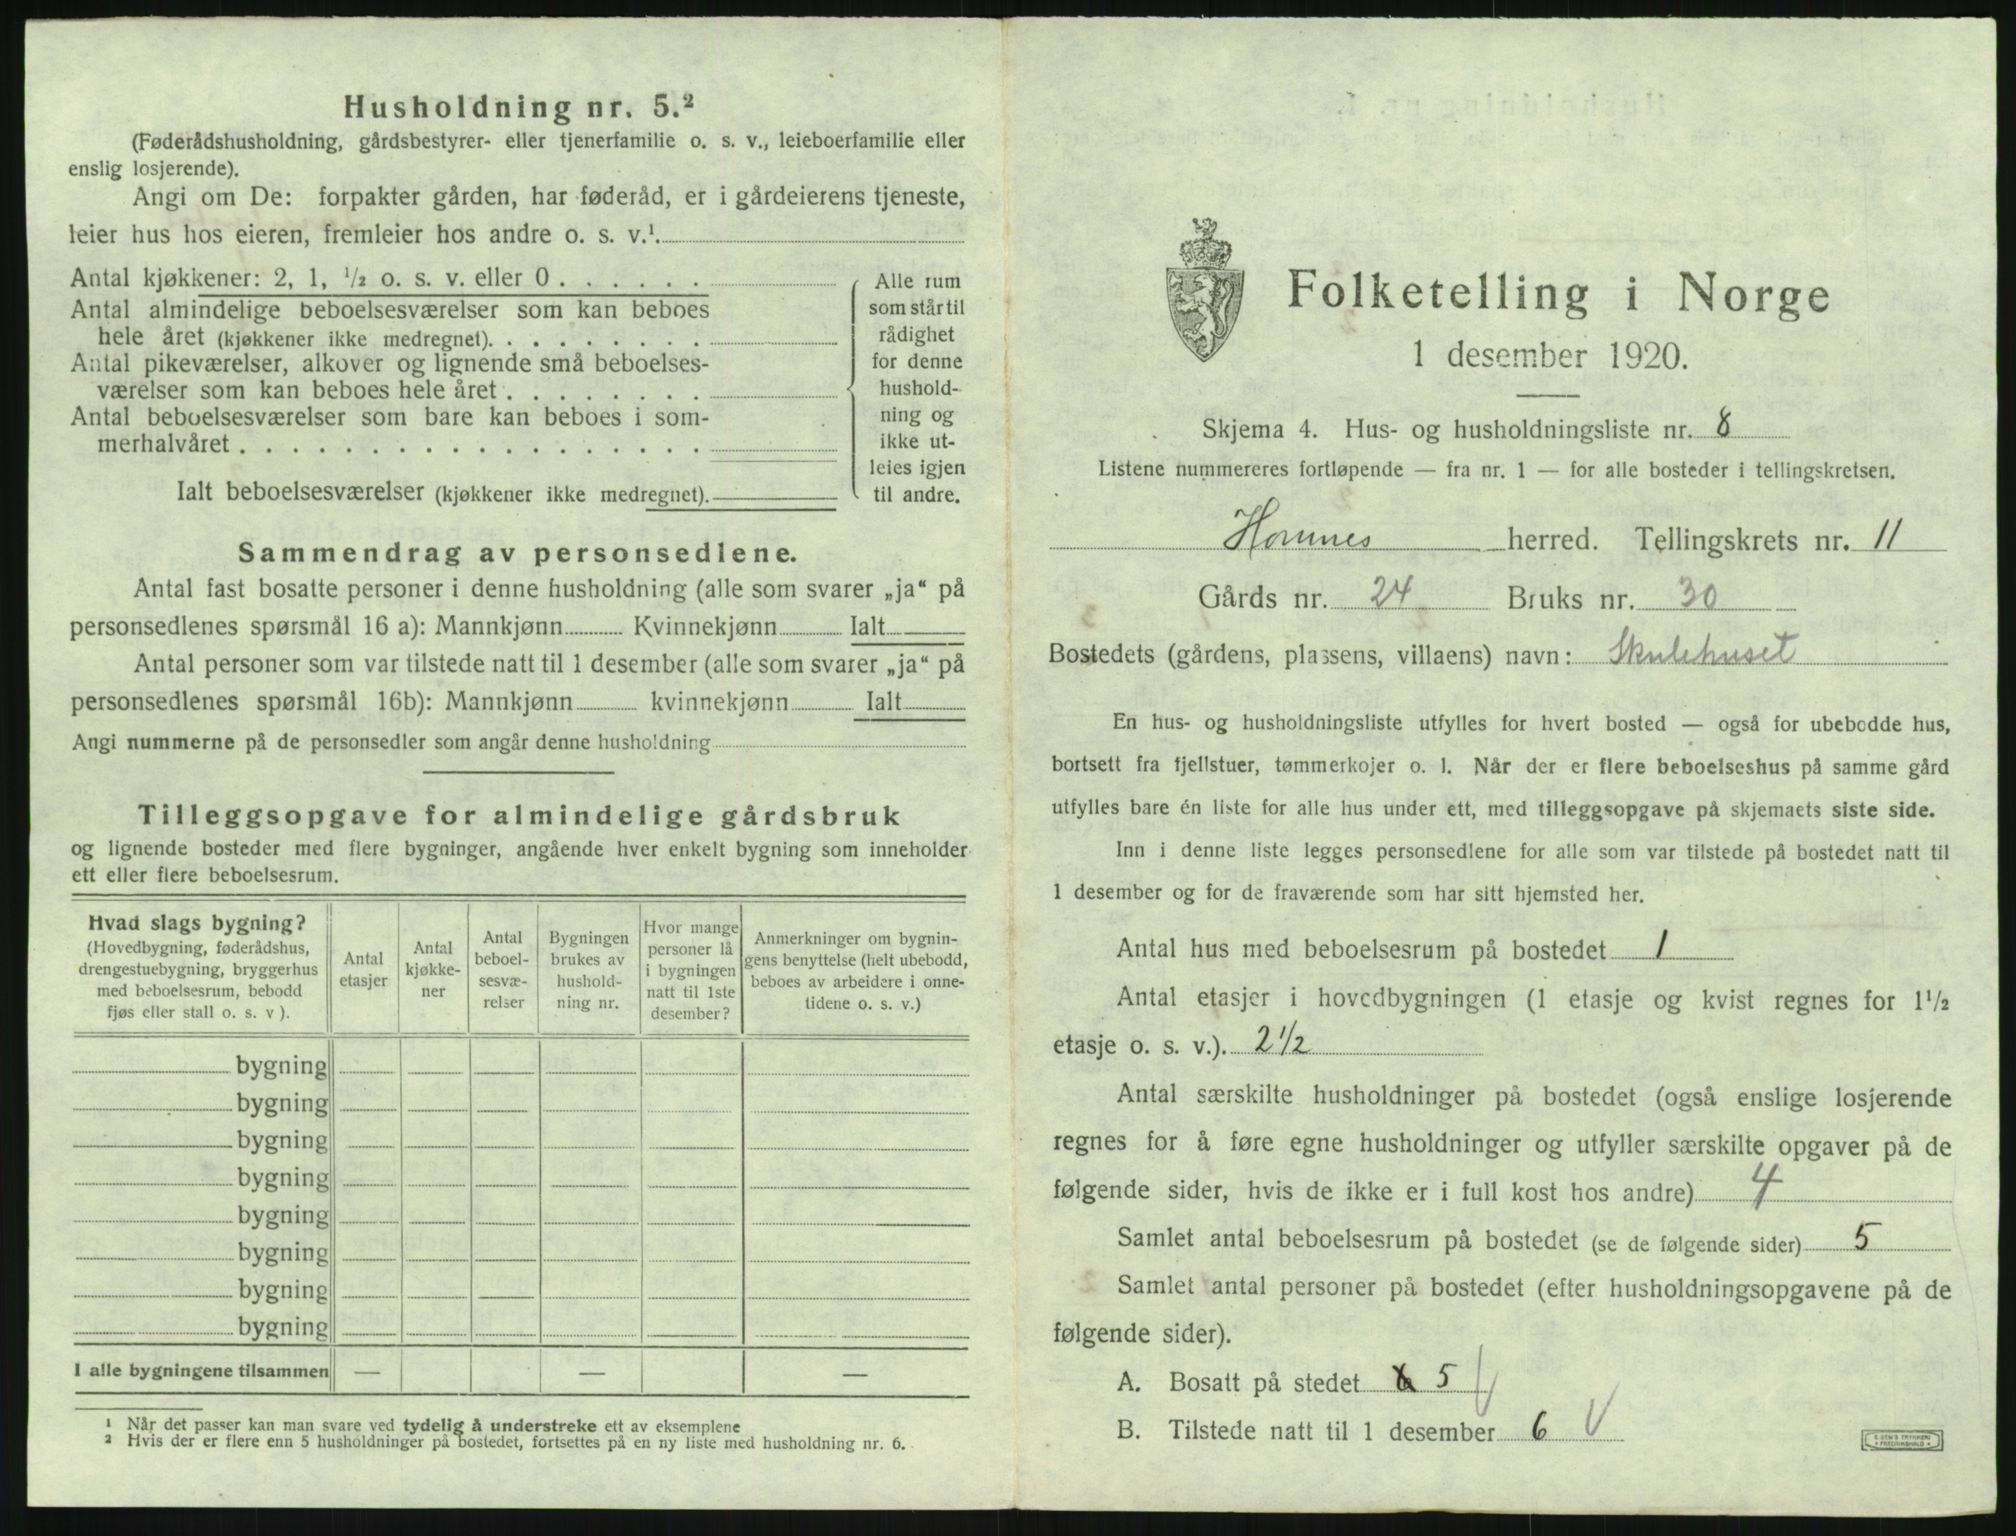 Husholdning nr. 5.²
(Føderådshusholdning, gårdsbestyrer- eller tjenerfamilie o. s. v., leieboerfamilie eller
enslig losjerende).
Angi om De: forpakter gården, har føderåd, er i gårdeierens tjeneste,
leier hus hos eieren, fremleier hos andre o. s. v.¹.
Antal kjøkkener: 2, 1, ½ o. s. v. eller 0 . . . . . .
Antal almindelige beboelsesværelser som kan beboes
hele året (kjøkkener ikke medregnet). . . . . . . . .
Antal pikeværelser, alkover og lignende små beboelses-
værelser som kan beboes hele året . . . . . . . .
Antal beboelsesværelser som bare kan beboes i som-
merhalvåret . . . . . . . . . . . . . . . . . .
Ialt beboelsesværelser (kjøkkener ikke medregnet).
Alle rum
som står til
rådighet
for denne
hushold-
ning og
ikke ut-
leies igjen
til andre.
Sammendrag av personsedlene.
Antal fast bosatte personer i denne husholdning (alle som svarer „ja“ på
personsedlenes spørsmål 16 a): Mannkjønn Kvinnekjønn Ialt
Antal personer som var tilstede natt til 1 desember (alle som svarer „ja“ på
personsedlenes spørsmål 16b): Mannkjønn kvinnekjønn Ialt
Angi nummerne på de personsedler som angår denne husholdning
Tilleggsopgave for almindelige gårdsbruk
og lignende bosteder med flere bygninger, angående hver enkelt bygning som inneholder
ett eller flere beboelsesrum.
Hvad slags bygning?
(Hovedbygning, føderådshus,
drengestuebygning, bryggerhus
med beboelsesrum, bebodd
fjøs eller stall o. s. v ).
Antal
etasjer
Antal
kjøkke-
ner
Antal
beboel-
sesvæ-
relser
Bygningen
brukes av
hushold-
ning nr.
Hvor mange
personer lå
i bygningen
natt til 1ste
desember?
Anmerkninger om bygnin-
gens benyttelse (helt ubebodd,
beboes av arbeidere i onne-
tidene o. s. v.)
bygning
bygning
bygning
bygning
bygning
bygning
bygning
bygning
I alle bygningene tilsammen — — —
¹ Når det passer kan man svare ved tydelig å understreke ett av eksemplene
² Hvis der er flere enn 5 husholdninger på bostedet, fortsettes på en ny liste med husholdning nr. 6.
Folketelling i Norge
1 desember 1920.
Skjema 4. Hus- og husholdningsliste nr. 8
Listene nummereres fortløpende — fra nr. 1 — for alle bosteder i tellingskretsen.
Hornnes herred. Tellingskrets nr. 11
Gårds nr. 24 Bruks nr. 30
Bostedets (gårdens, plassens, villaens) navn: Skulehuset
En hus- og husholdningsliste utfylles for hvert bosted — også for ubebodde hus,
bortsett fra fjellstuer, tømmerkojer o. l. Når der er flere beboelseshus på samme gård
utfylles bare én liste for alle hus under ett, med tilleggsopgave på skjemaets siste side.
Inn i denne liste legges personsedlene for alle som var tilstede på bostedet natt til
1 desember og for de fraværende som har sitt hjemsted her.
Antal hus med beboelsesrum på bostedet 1
Antal etasjer i hovedbygningen (1 etasje og kvist regnes for 1½
etasje o. s. v.). 2 ½
Antal særskilte husholdninger på bostedet (også enslige losjerende
regnes for å føre egne husholdninger og utfyller særskilte opgaver på de
følgende sider, hvis de ikke er i full kost hos andre) 4
Samlet antal beboelsesrum på bostedet (se de følgende sider) 5
Samlet antal personer på bostedet (efter husholdningsopgavene på de
følgende sider).
A. Bosatt på stedet 5
B. Tilstede natt til 1 desember 6